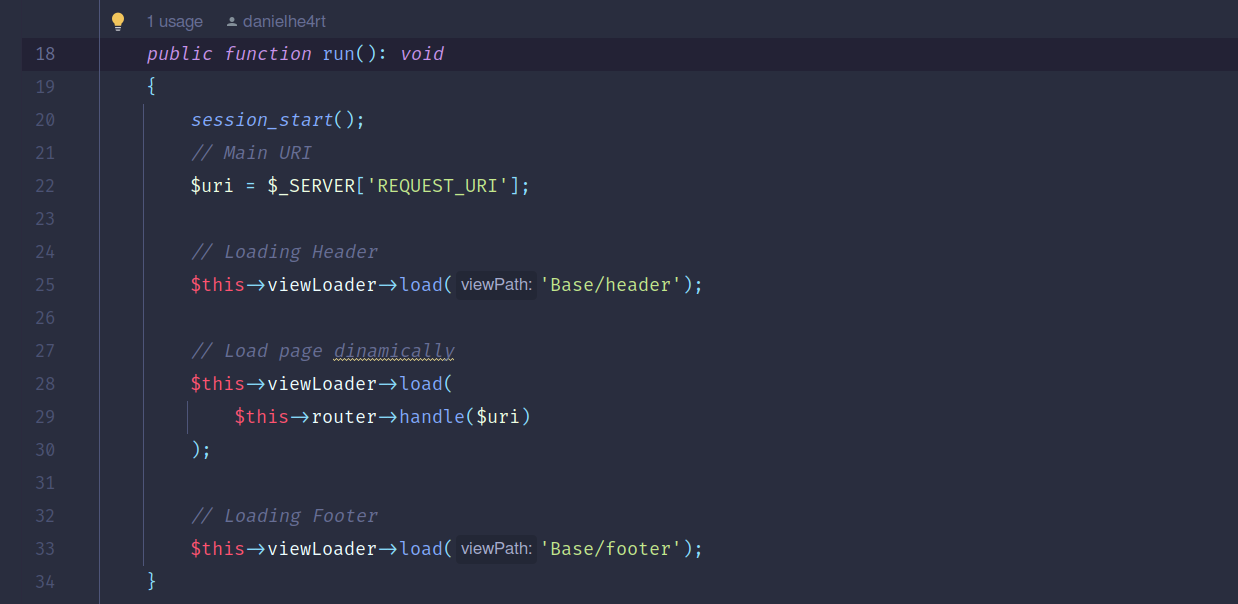 1 usage danielhe4rt
18 public function run(): void
19 {
20 session_start();
21 // Main URI
22 $uri = $_SERVER['REQUEST_URI'];
23
24 // Loading Header
25 $this->viewLoader->load( viewPath: 'Base/header');
26
27 // Load page dinamically
28 $this->viewLoader->load(
29 $this->router->handle($uri)
30 );
31
32 // Loading Footer
33 $this->viewLoader->load( viewPath: 'Base/footer');
34 }